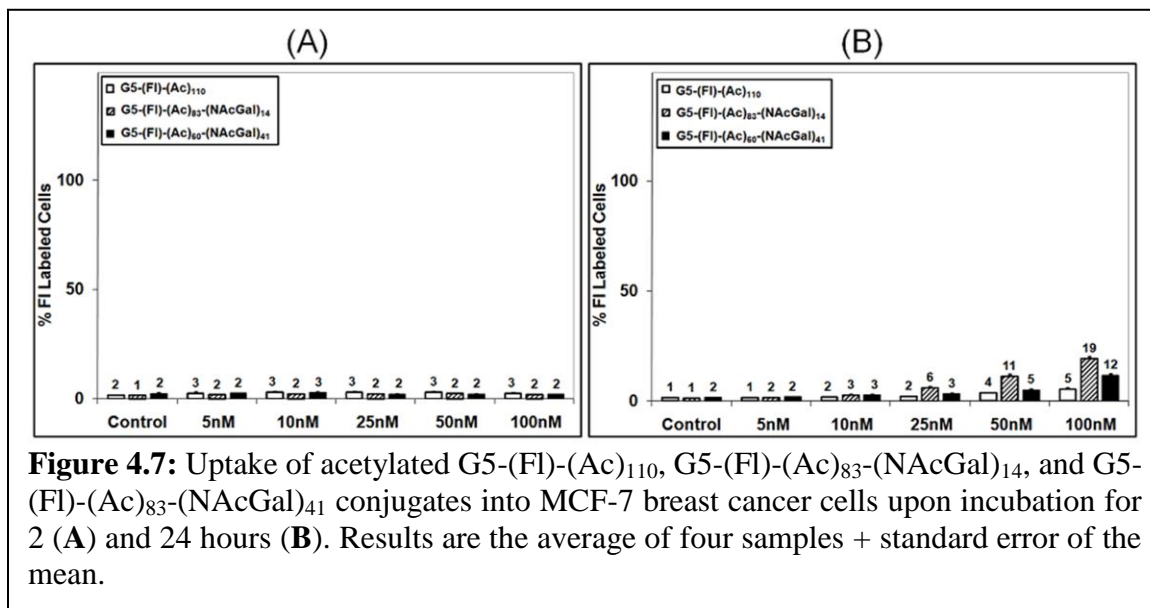 (A)
(B)
G5-(Fl)-(Ac)₁₁₀
G5-(Fl)-(Ac)₈₃-(NAcGal)₁₄
G5-(Fl)-(Ac)₆₀-(NAcGal)₄₁
% Fl Labeled Cells
100
50
0
2 1 2 3 2 2 3 2 3 3 2 2 3 2 2 3 2 2
Control 5nM 10nM 25nM 50nM 100nM
G5-(Fl)-(Ac)₁₁₀
G5-(Fl)-(Ac)₈₃-(NAcGal)₁₄
G5-(Fl)-(Ac)₆₀-(NAcGal)₄₁
% Fl Labeled Cells
100
50
0
1 1 2 1 2 2 2 3 3 2 6 3 4 11 5 5 19 12
Control 5nM 10nM 25nM 50nM 100nM
Figure 4.7: Uptake of acetylated G5-(Fl)-(Ac)₁₁₀, G5-(Fl)-(Ac)₈₃-(NAcGal)₁₄, and G5-
(Fl)-(Ac)₈₃-(NAcGal)₄₁ conjugates into MCF-7 breast cancer cells upon incubation for
2 (A) and 24 hours (B). Results are the average of four samples + standard error of the
mean.